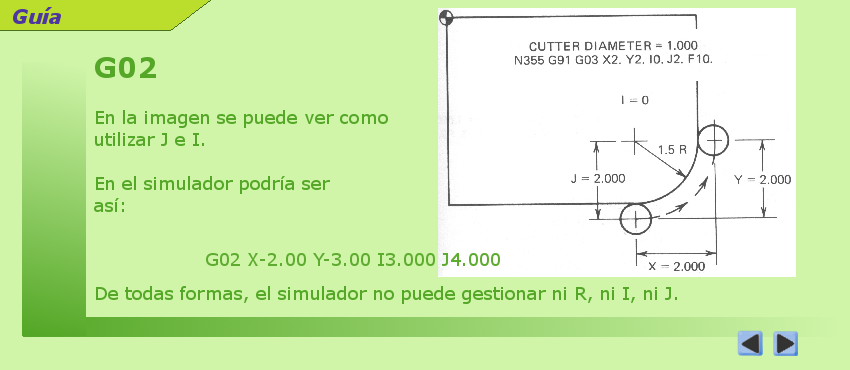 Guía
G02
En la imagen se puede ver como
utilizar J e I.
En el simulador podría ser
así:
G02 X-2.00 Y-3.00 I3.000 J4.000
De todas formas, el simulador no puede gestionar ni R, ni I, ni J.
CUTTER DIAMETER = 1.000
N355 G91 G03 X2. Y2. I0. J2. F10.
I = 0
1.5 R
J = 2.000
Y = 2.000
X = 2.000